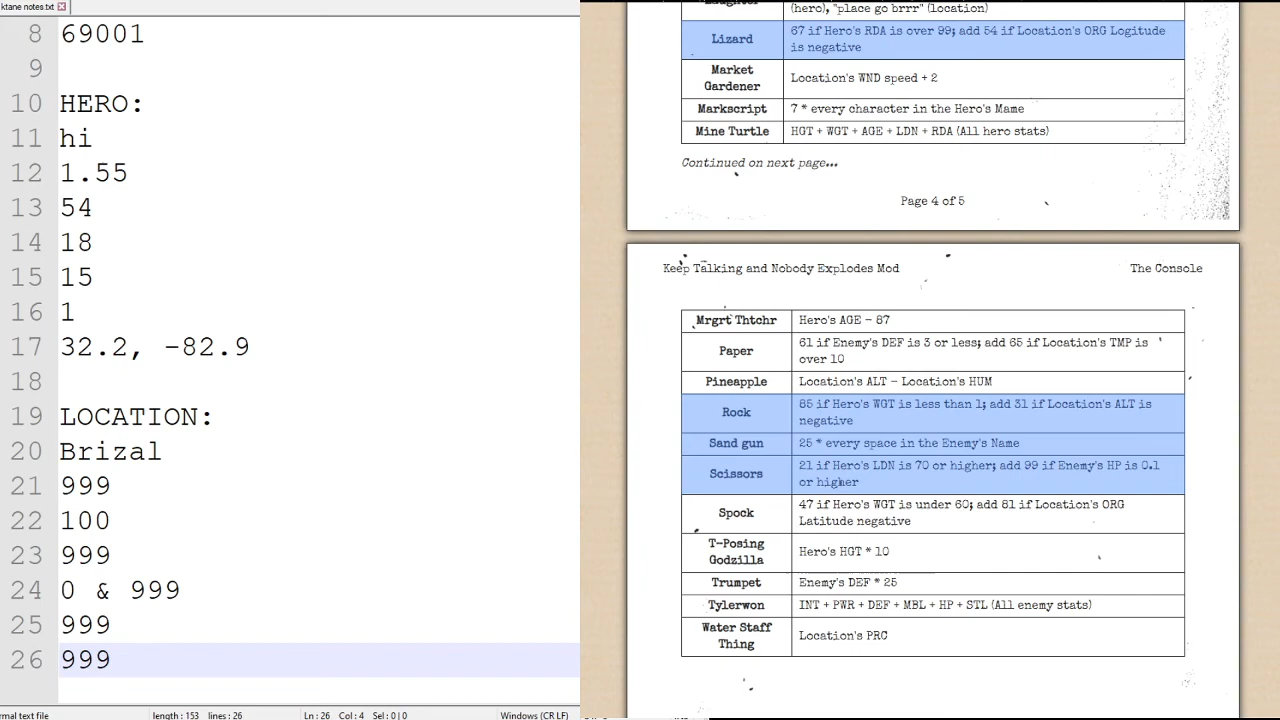 ktane notes.txt
8 69001
9
10 HERO:
11 hi
12 1.55
13 54
14 18
15 15
16 1
17 32.2, -82.9
18
19 LOCATION:
20 Brizal
21 999
22 100
23 999
24 0 & 999
25 999
26 999
rmal text file length : 153 lines : 26 Ln : 26 Col : 4 Sel : 0 | 0 Windows (CR LF)
(hero), "place go brrr" (location)
Lizard 67 if Hero's RDA is over 99; add 54 if Location's ORG Logitude
is negative
Market
Gardener Location's WND speed + 2
Markscript 7 * every character in the Hero's Mame
Mine Turtle HGT + WGT + AGE + LDN + RDA (All hero stats)
Continued on next page...
Page 4 of 5
Keep Talking and Nobody Explodes Mod The Console
Mrgrt Thtchr Hero's AGE - 87
Paper 61 if Enemy's DEF is 3 or less; add 65 if Location's TMP is
over 10
Pineapple Location's ALT - Location's HUM
Rock 85 if Hero's WGT is less than 1; add 31 if Location's ALT is
negative
Sand gun 25 * every space in the Enemy's Name
Scissors 21 if Hero's LDN is 70 or higher; add 99 if Enemy's HP is 0.1
or higher
Spock 47 if Hero's WGT is under 60; add 81 if Location's ORG
Latitude negative
T-Posing
Godzilla Hero's HGT * 10
Trumpet Enemy's DEF * 25
Tylerwon INT + PWR + DEF + MBL + HP + STL (All enemy stats)
Water Staff
Thing Location's PRC